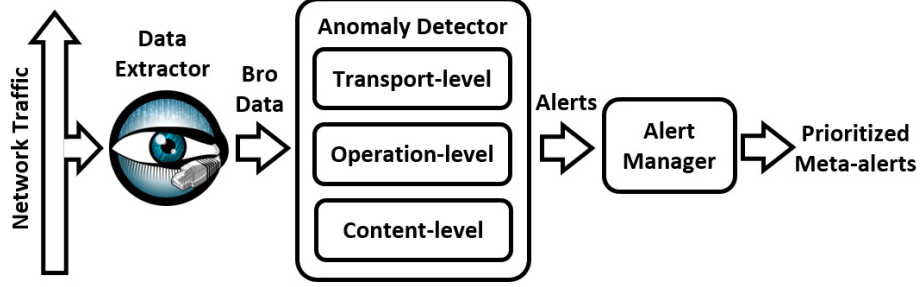 Network Traffic
Data
Extractor
Bro
Data
Anomaly Detector
Transport-level
Operation-level
Content-level
Alerts
Alert
Manager
Prioritized
Meta-alerts